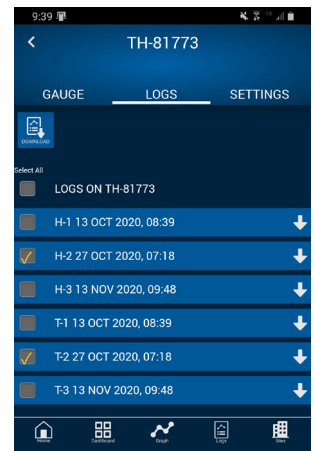 9:39
TH-81773
GAUGE LOGS SETTINGS
DOWNLOAD
Select All
LOGS ON TH-81773
H-1 13 OCT 2020, 08:39
H-2 27 OCT 2020, 07:18
H-3 13 NOV 2020, 09:48
T-1 13 OCT 2020, 08:39
T-2 27 OCT 2020, 07:18
T-3 13 NOV 2020, 09:48
Home Dashboard Graph Logs Sites